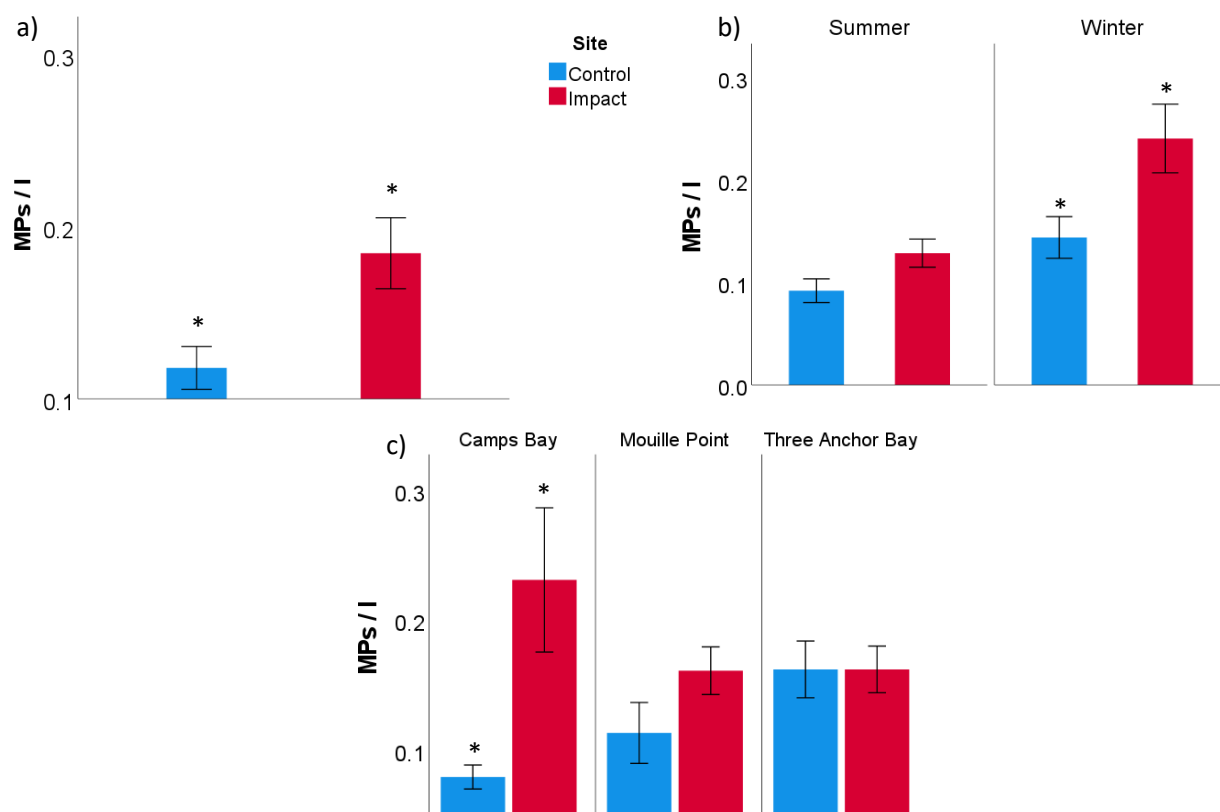 a)
0.3
0.2
0.1
MPs / l
*
*
Site
Control
Impact
b)
Summer
Winter
0.3
0.2
0.1
0.0
MPs / l
*
*
c)
Camps Bay
Mouille Point
Three Anchor Bay
0.3
0.2
0.1
MPs / l
*
*